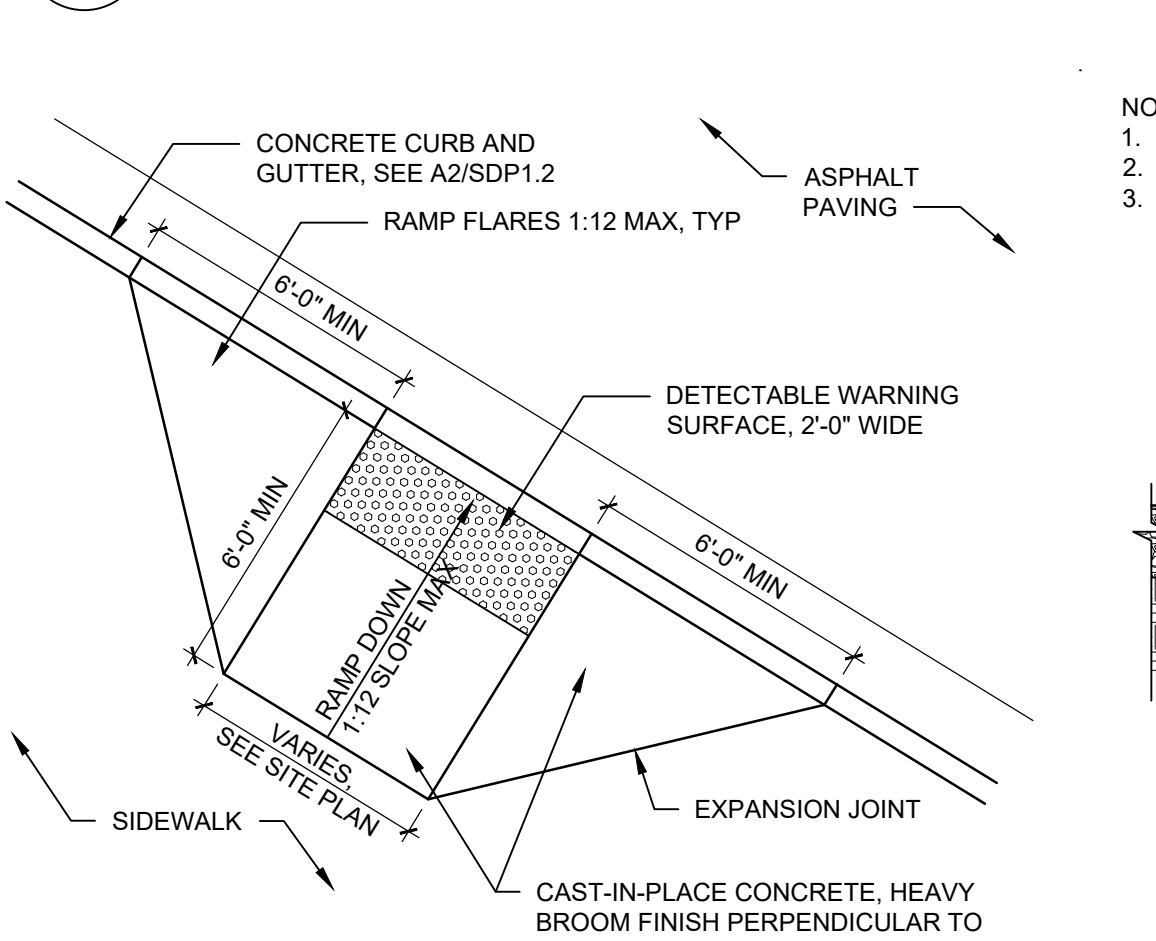 CONCRETE CURB AND
GUTTER, SEE A2/SDP1.2
RAMP FLARES 1:12 MAX, TYP
ASPHALT
PAVING
NO
1.
2.
3.
6'-0" MIN
DETECTABLE WARNING
SURFACE, 2'-0" WIDE
6'-0" MIN
6'-0" MIN
RAMP DOWN
1:12 SLOPE MAX
VARIES,
SEE SITE PLAN
SIDEWALK
EXPANSION JOINT
CAST-IN-PLACE CONCRETE, HEAVY
BROOM FINISH PERPENDICULAR TO